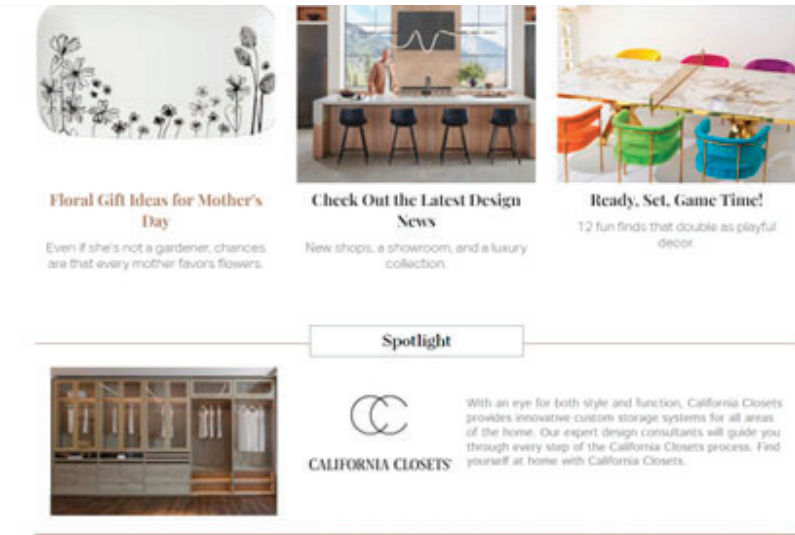 Floral Gift Ideas for Mother's
Day
Even if she's not a gardener, chances
are that every mother favors flowers.
Check Out the Latest Design
News
New shops, a showroom, and a luxury
collection.
Ready, Set, Game Time!
12 fun finds that double as playful
decor.
Spotlight
CC
CALIFORNIA CLOSETS
With an eye for both style and function, California Closets
provides innovative custom storage systems for all areas
of the home. Our expert design consultants will guide you
through every step of the California Closets process. Find
yourself at home with California Closets.